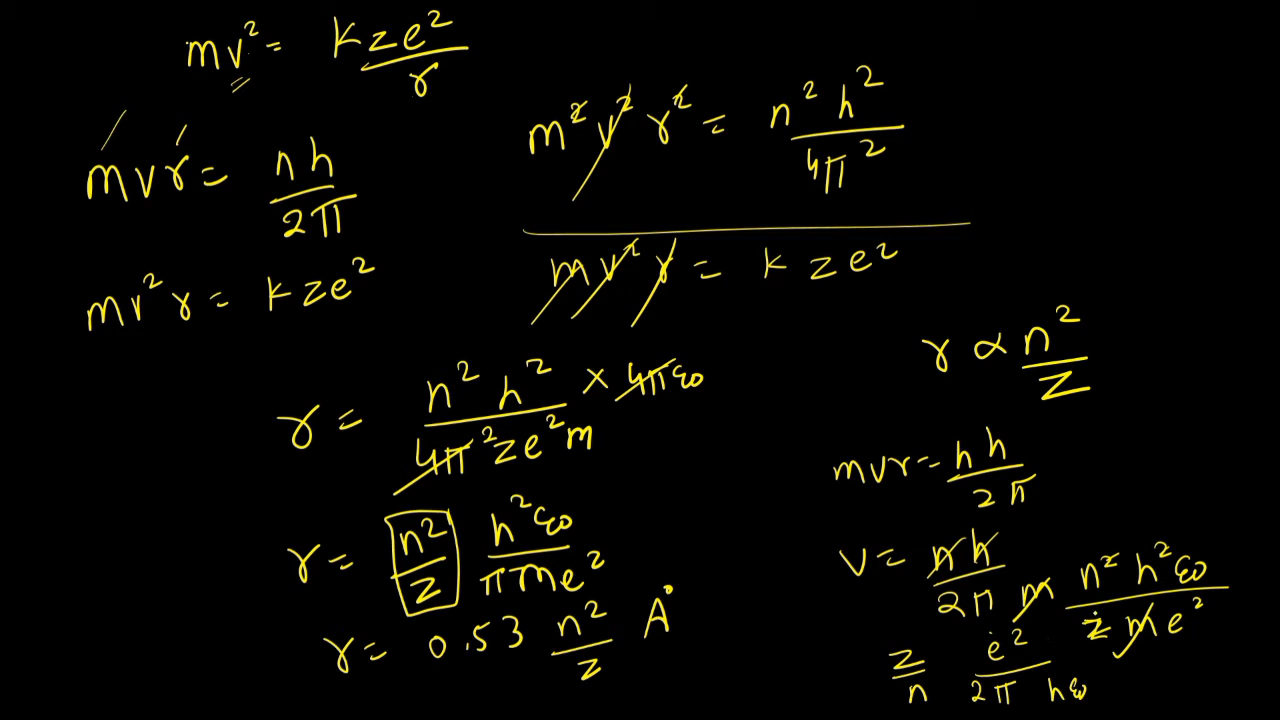 mv² = kze²/r
mvr = nh/2π
mv²r = kze²
m²v²r² = n²h²/4π²
mv²r = kze²
r = n²h²/4π²ze²m × 4πε0
r = n²/z h²ε0/πme²
r = 0.53 n²/z A°
r ∝ n²/z
mvr = nh/2π
v = nh/2πm n²h²ε0/zme²
z/n e²/2π hε